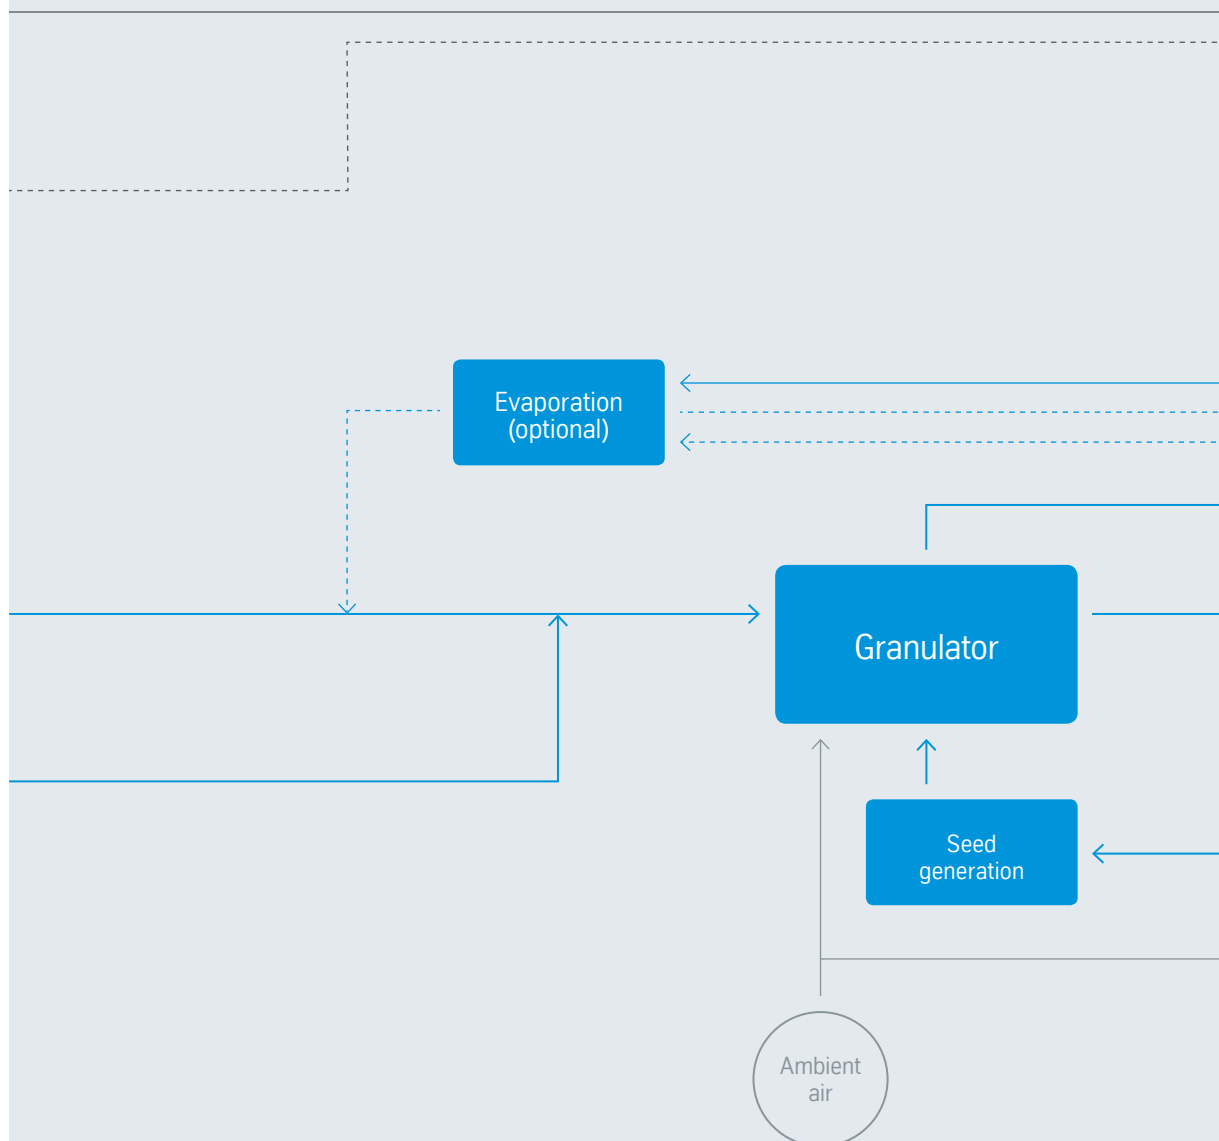 Evaporation
(optional)
Granulator
Seed
generation
Ambient
air